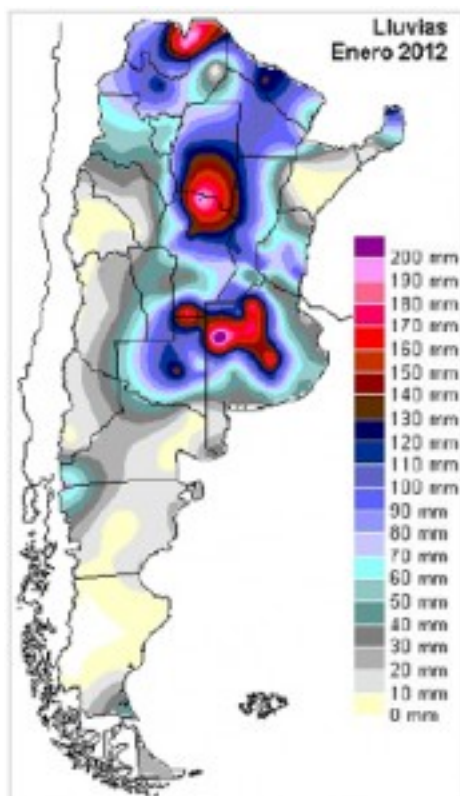 Lluvias
Enero 2012
200 mm
190 mm
180 mm
170 mm
160 mm
150 mm
140 mm
130 mm
120 mm
110 mm
100 mm
90 mm
80 mm
70 mm
60 mm
50 mm
40 mm
30 mm
20 mm
10 mm
0 mm